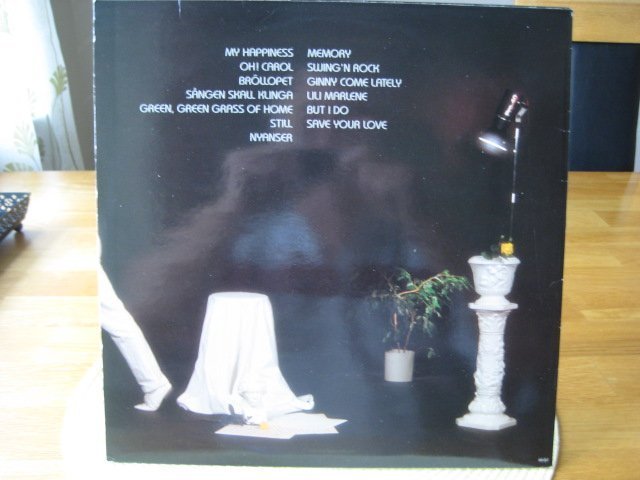 MY HAPPINESS
OH! CAROL
BRÖLLOPET
SÅNGEN SKALL KLINGA
GREEN, GREEN GRASS OF HOME
STILL
NYANSER
MEMORY
SWING'N ROCK
GINNY COME LATELY
LILI MARLENE
BUT I DO
SAVE YOUR LOVE